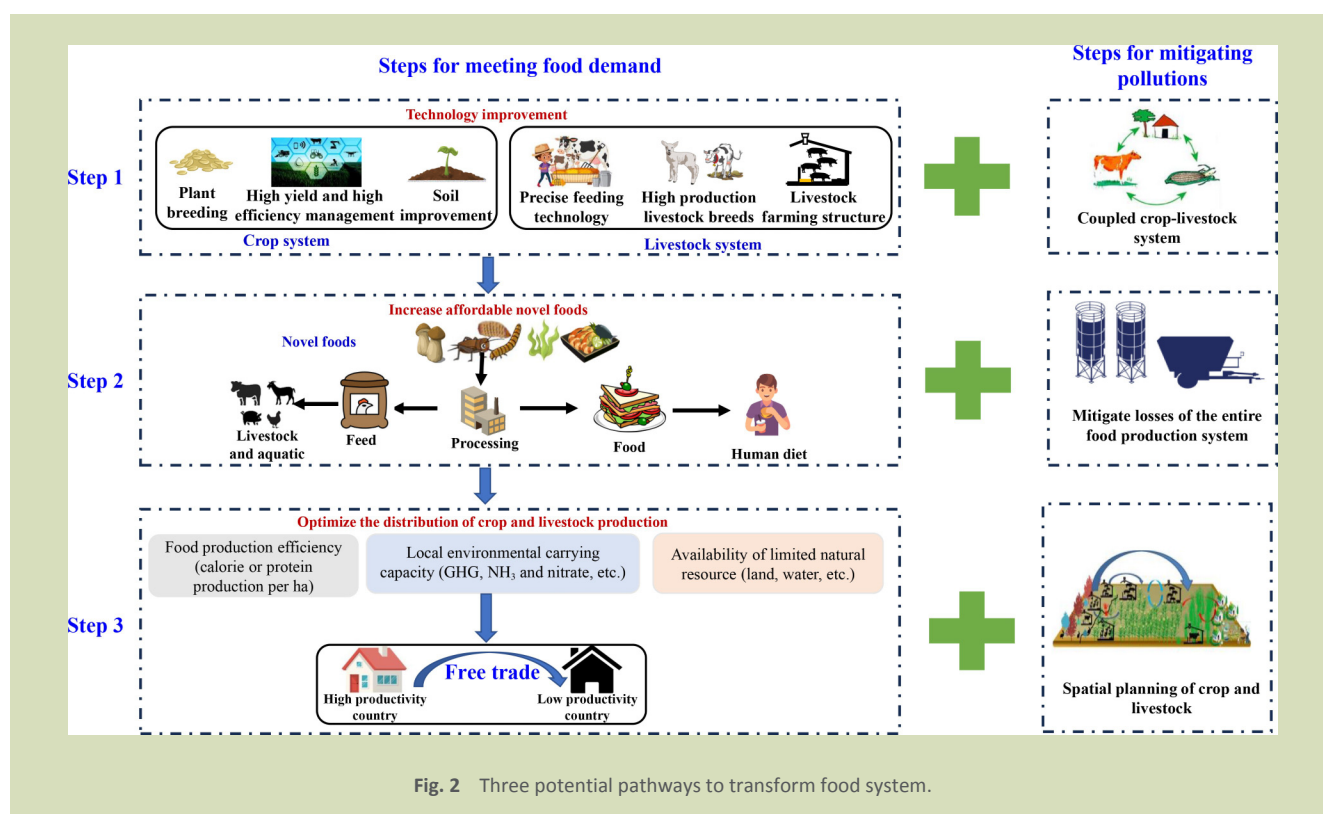 Steps for meeting food demand
Steps for mitigating
pollutions
Step 1
Technology improvement
Plant
breeding
High yield and high
efficiency management
Soil
improvement
Crop system
Precise feeding
technology
High production
livestock breeds
Livestock
farming structure
Livestock system
Coupled crop-livestock
system
Step 2
Increase affordable novel foods
Novel foods
Livestock
and aquatic
Feed
Processing
Food
Human diet
Mitigate losses of the entire
food production system
Step 3
Optimize the distribution of crop and livestock production
Food production efficiency
(calorie or protein
production per ha)
Local environmental carrying
capacity (GHG, NH₃ and nitrate, etc.)
Availability of limited natural
resource (land, water, etc.)
Free trade
High productivity
country
Low productivity
country
Spatial planning of crop and
livestock
Fig. 2 Three potential pathways to transform food system.